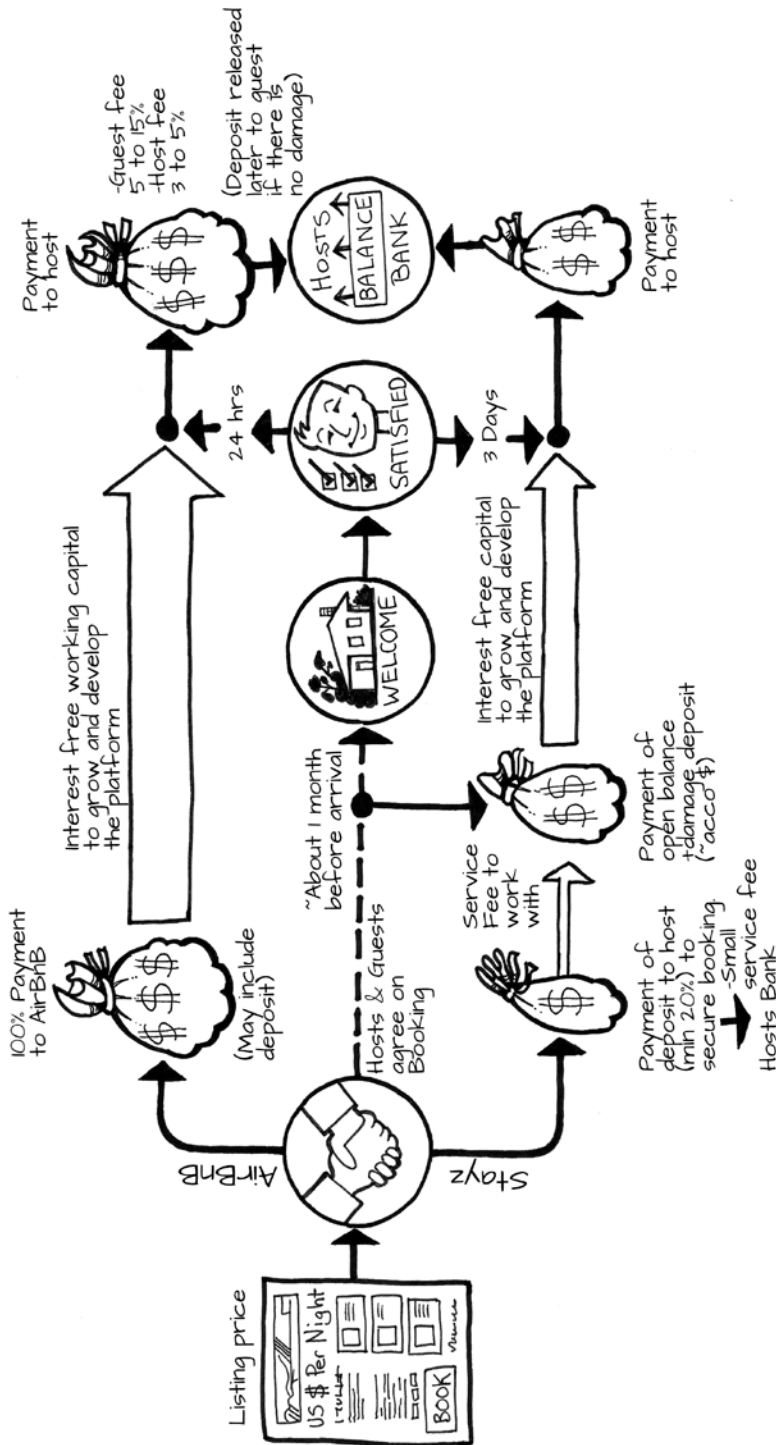 Listing price
US $ Per Night
BOOK
AirBnB
Stayz
100% Payment
to AirBnB
(May include
deposit)
Interest free working capital
to grow and develop
the platform
Hosts & Guests
agree on
Booking
~About 1 month
before arrival
WELCOME
SATISFIED
24 hrs
3 Days
Payment
to host
-Guest fee
5 to 15%
-Host fee
3 to 5%
(Deposit released
later to guest
if there is
no damage)
$ $ $
$ $ $
HOSTS
BALANCE
BANK
$
Payment of
deposit to host
(min 20%) to
secure booking
-Small
service fee
Hosts Bank
Service
Fee to
work
with
$ $
Payment of
open balance
+damage deposit
(~acco $)
Interest free capital
to grow and develop
the platform
$ $
Payment
to host